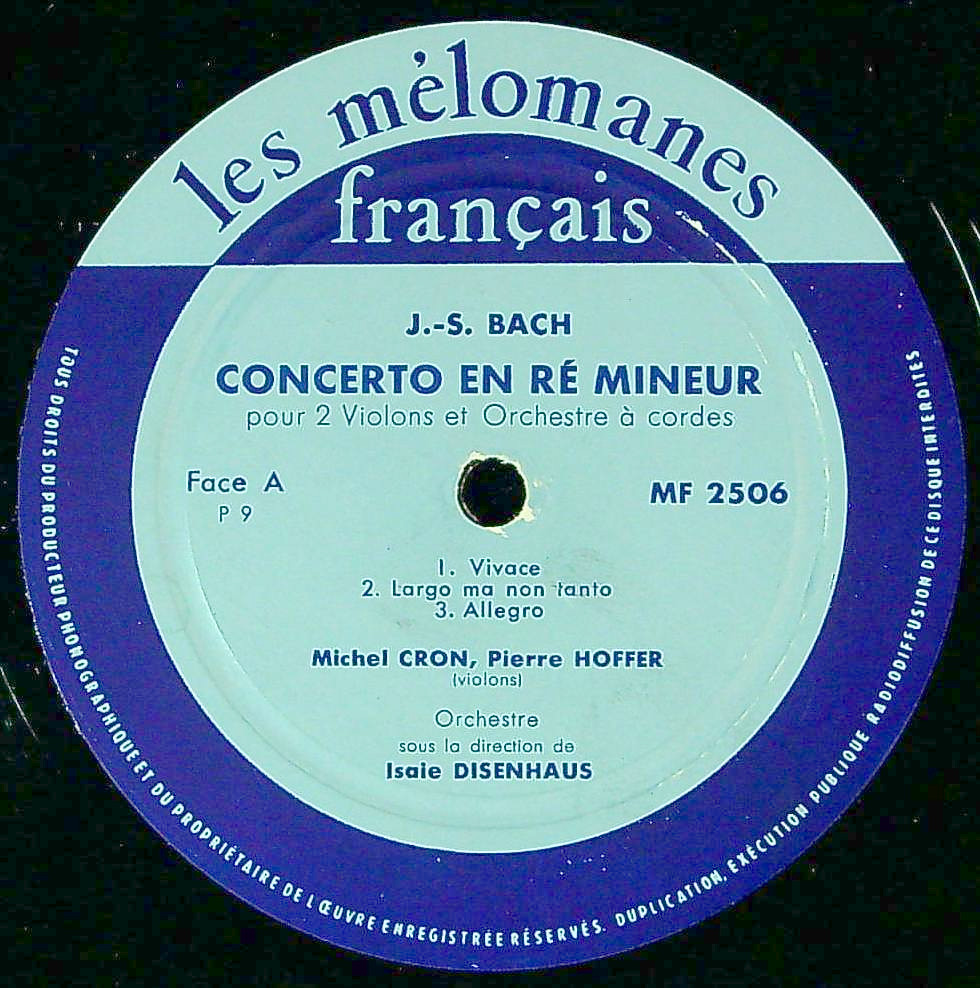 les mélomanes
français
J.-S. BACH
CONCERTO EN RÉ MINEUR
pour 2 Violons et Orchestre à cordes
Face A
P 9
MF 2506
1. Vivace
2. Largo ma non tanto
3. Allegro
Michel CRON, Pierre HOFFER
(violons)
Orchestre
sous la direction de
Isaie DISENHAUS
TOUS DROITS DU PRODUCTEUR PHONOGRAPHIQUE ET DU PROPRIÉTAIRE DE L'ŒUVRE ENREGISTRÉE RÉSERVÉS. DUPLICATION, EXÉCUTION PUBLIQUE RADIODIFFUSION DE CE DISQUE INTERDITES